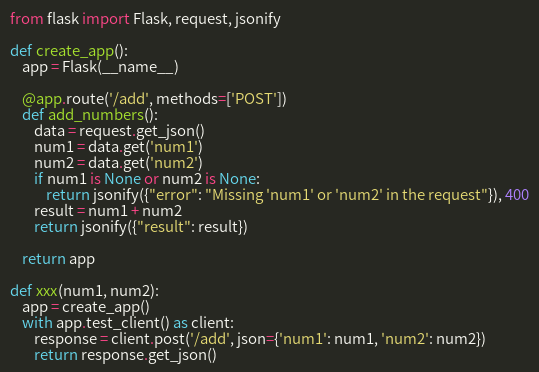 from flask import Flask, request, jsonify

def create_app():
    app = Flask(__name__)

    @app.route('/add', methods=['POST'])
    def add_numbers():
        data = request.get_json()
        num1 = data.get('num1')
        num2 = data.get('num2')
        if num1 is None or num2 is None:
            return jsonify({"error": "Missing 'num1' or 'num2' in the request"}), 400
        result = num1 + num2
        return jsonify({"result": result})

    return app

def xxx(num1, num2):
    app = create_app()
    with app.test_client() as client:
        response = client.post('/add', json={'num1': num1, 'num2': num2})
        return response.get_json()